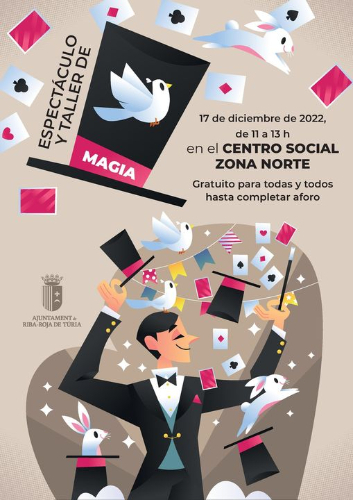 ESPECTÁCULO
Y TALLER DE
MAGIA
17 de diciembre de 2022,
de 11 a 13 h
en el CENTRO SOCIAL
ZONA NORTE
Gratuito para todas y todos
hasta completar aforo
AJUNTAMENT de
RIBA-ROJA DE TÚRIA